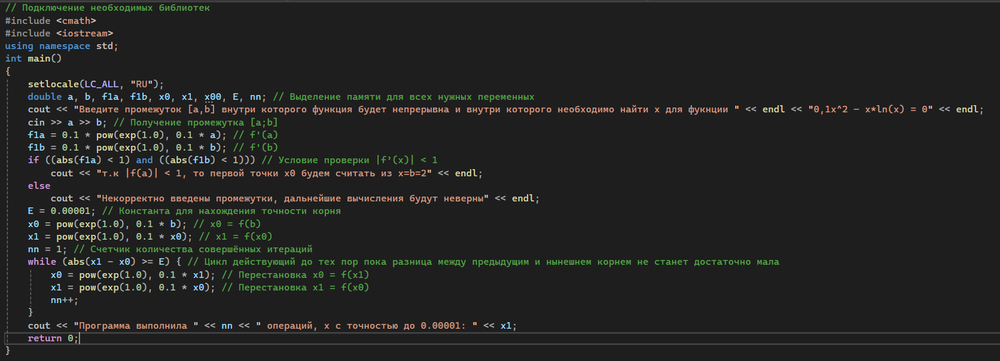 // Подключение необходимых библиотек
#include <cmath>
#include <iostream>
using namespace std;
int main()
{
setlocale(LC_ALL, "RU");
double a, b, f1a, f1b, x0, x1, x00, E, nn; // Выделение памяти для всех нужных переменных
cout << "Введите промежуток [a,b] внутри которого функция будет непрерывна и внутри которого необходимо найти x для фукнции " << endl << "0,1x^2 - x*ln(x) = 0" << endl;
cin >> a >> b; // Получение промежутка [a;b]
f1a = 0.1 * pow(exp(1.0), 0.1 * a); // f'(a)
f1b = 0.1 * pow(exp(1.0), 0.1 * b); // f'(b)
if ((abs(f1a) < 1) and ((abs(f1b) < 1))) // Условие проверки |f’(x)| < 1
cout << "т.к |f(a)| < 1, то первой точки x0 будем считать из x=b=2" << endl;
else
cout << "Некорректно введены промежутки, дальнейшие вычисления будут неверны" << endl;
E = 0.00001; // Константа для нахождения точности корня
x0 = pow(exp(1.0), 0.1 * b); // x0 = f(b)
x1 = pow(exp(1.0), 0.1 * x0); // x1 = f(x0)
nn = 1; // Счетчик количества совершённых итераций
while (abs(x1 - x0) >= E) { // Цикл действующий до тех пор пока разница между предыдущим и нынешнем корнем не станет достаточно мала
x0 = pow(exp(1.0), 0.1 * x1); // Перестановка x0 = f(x1)
x1 = pow(exp(1.0), 0.1 * x0); // Перестановка x1 = f(x0)
nn++;
}
cout << "Программа выполнила " << nn << " операций, x с точностью до 0.00001: " << x1;
return 0;
}